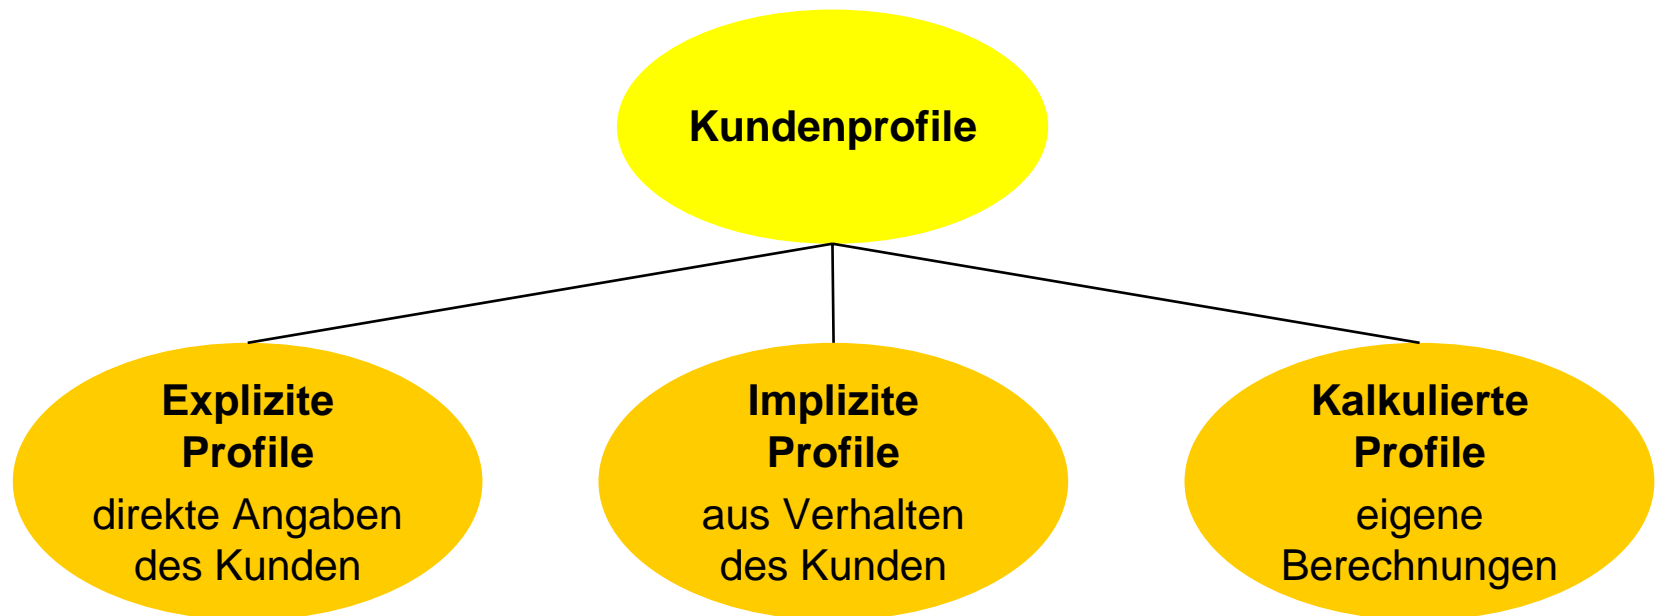 Kundenprofile
Explizite
Profile
direkte Angaben
des Kunden
Implizite
Profile
aus Verhalten
des Kunden
Kalkulierte
Profile
eigene
Berechnungen